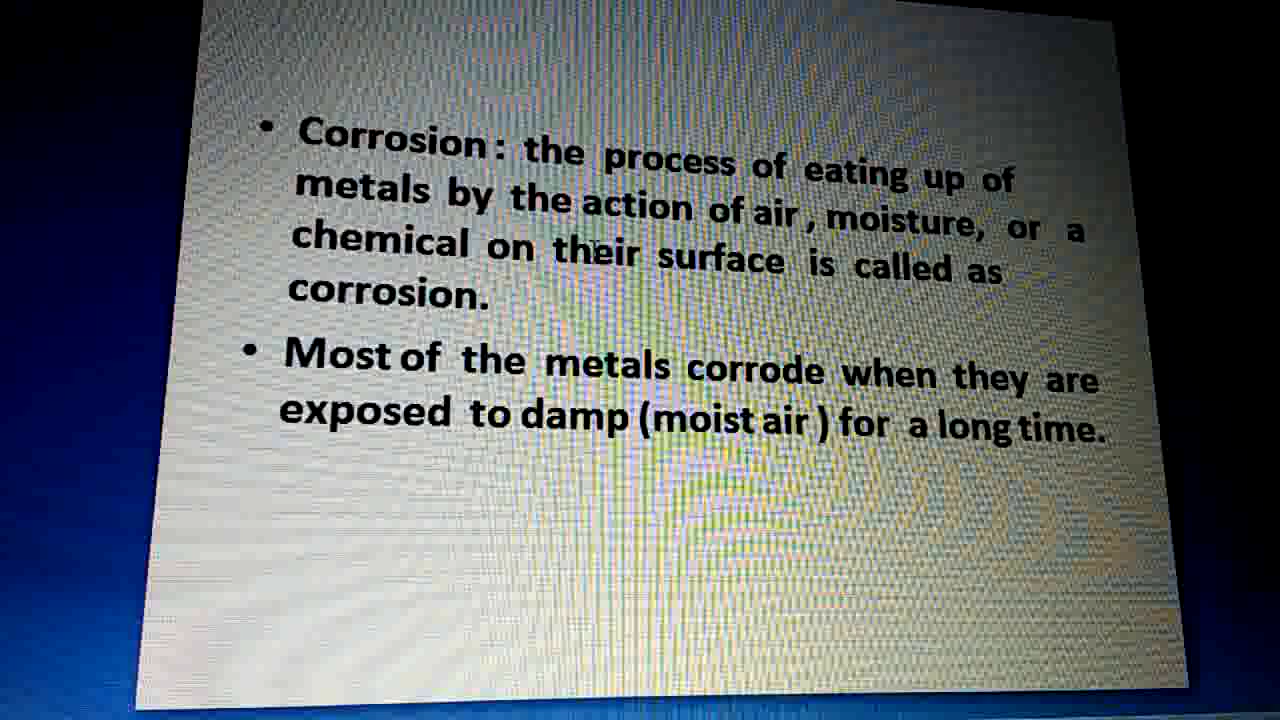 • Corrosion : the process of eating up of
metals by the action of air , moisture, or a
chemical on their surface is called as
corrosion.
• Most of the metals corrode when they are
exposed to damp (moist air ) for a long time.